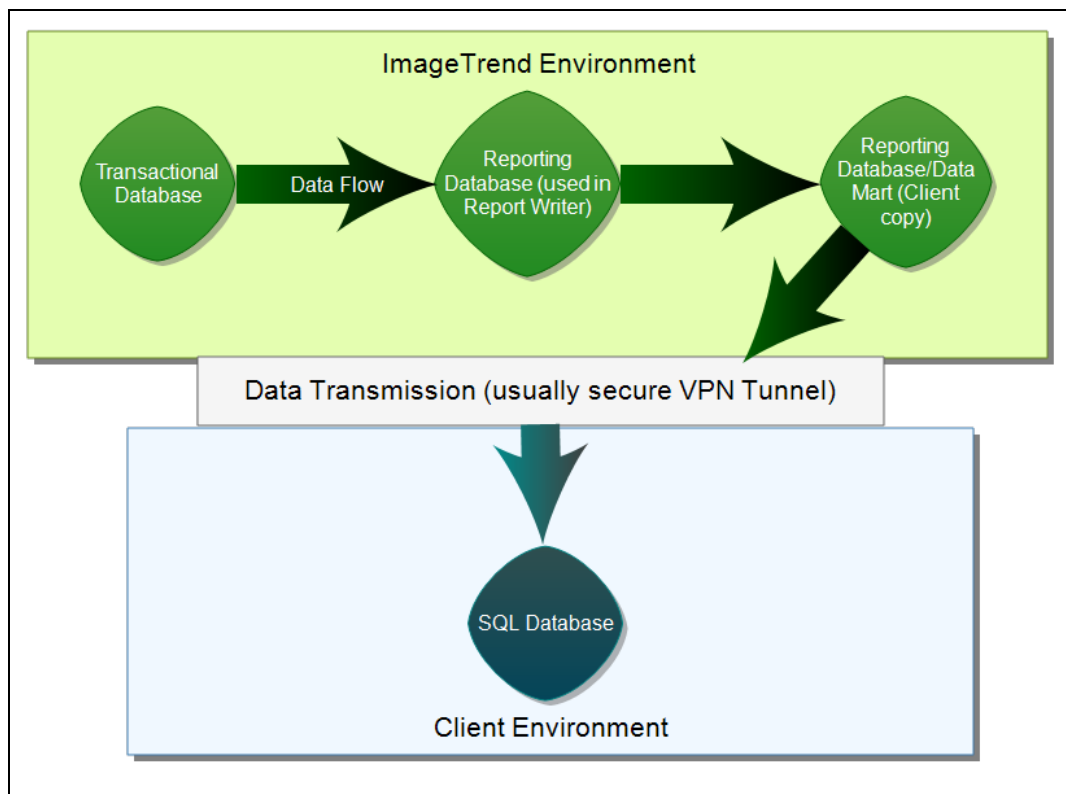 ImageTrend Environment
Transactional
Database
Data Flow
Reporting
Database (used in
Report Writer)
Reporting
Database/Data
Mart (Client
copy)
Data Transmission (usually secure VPN Tunnel)
SQL Database
Client Environment